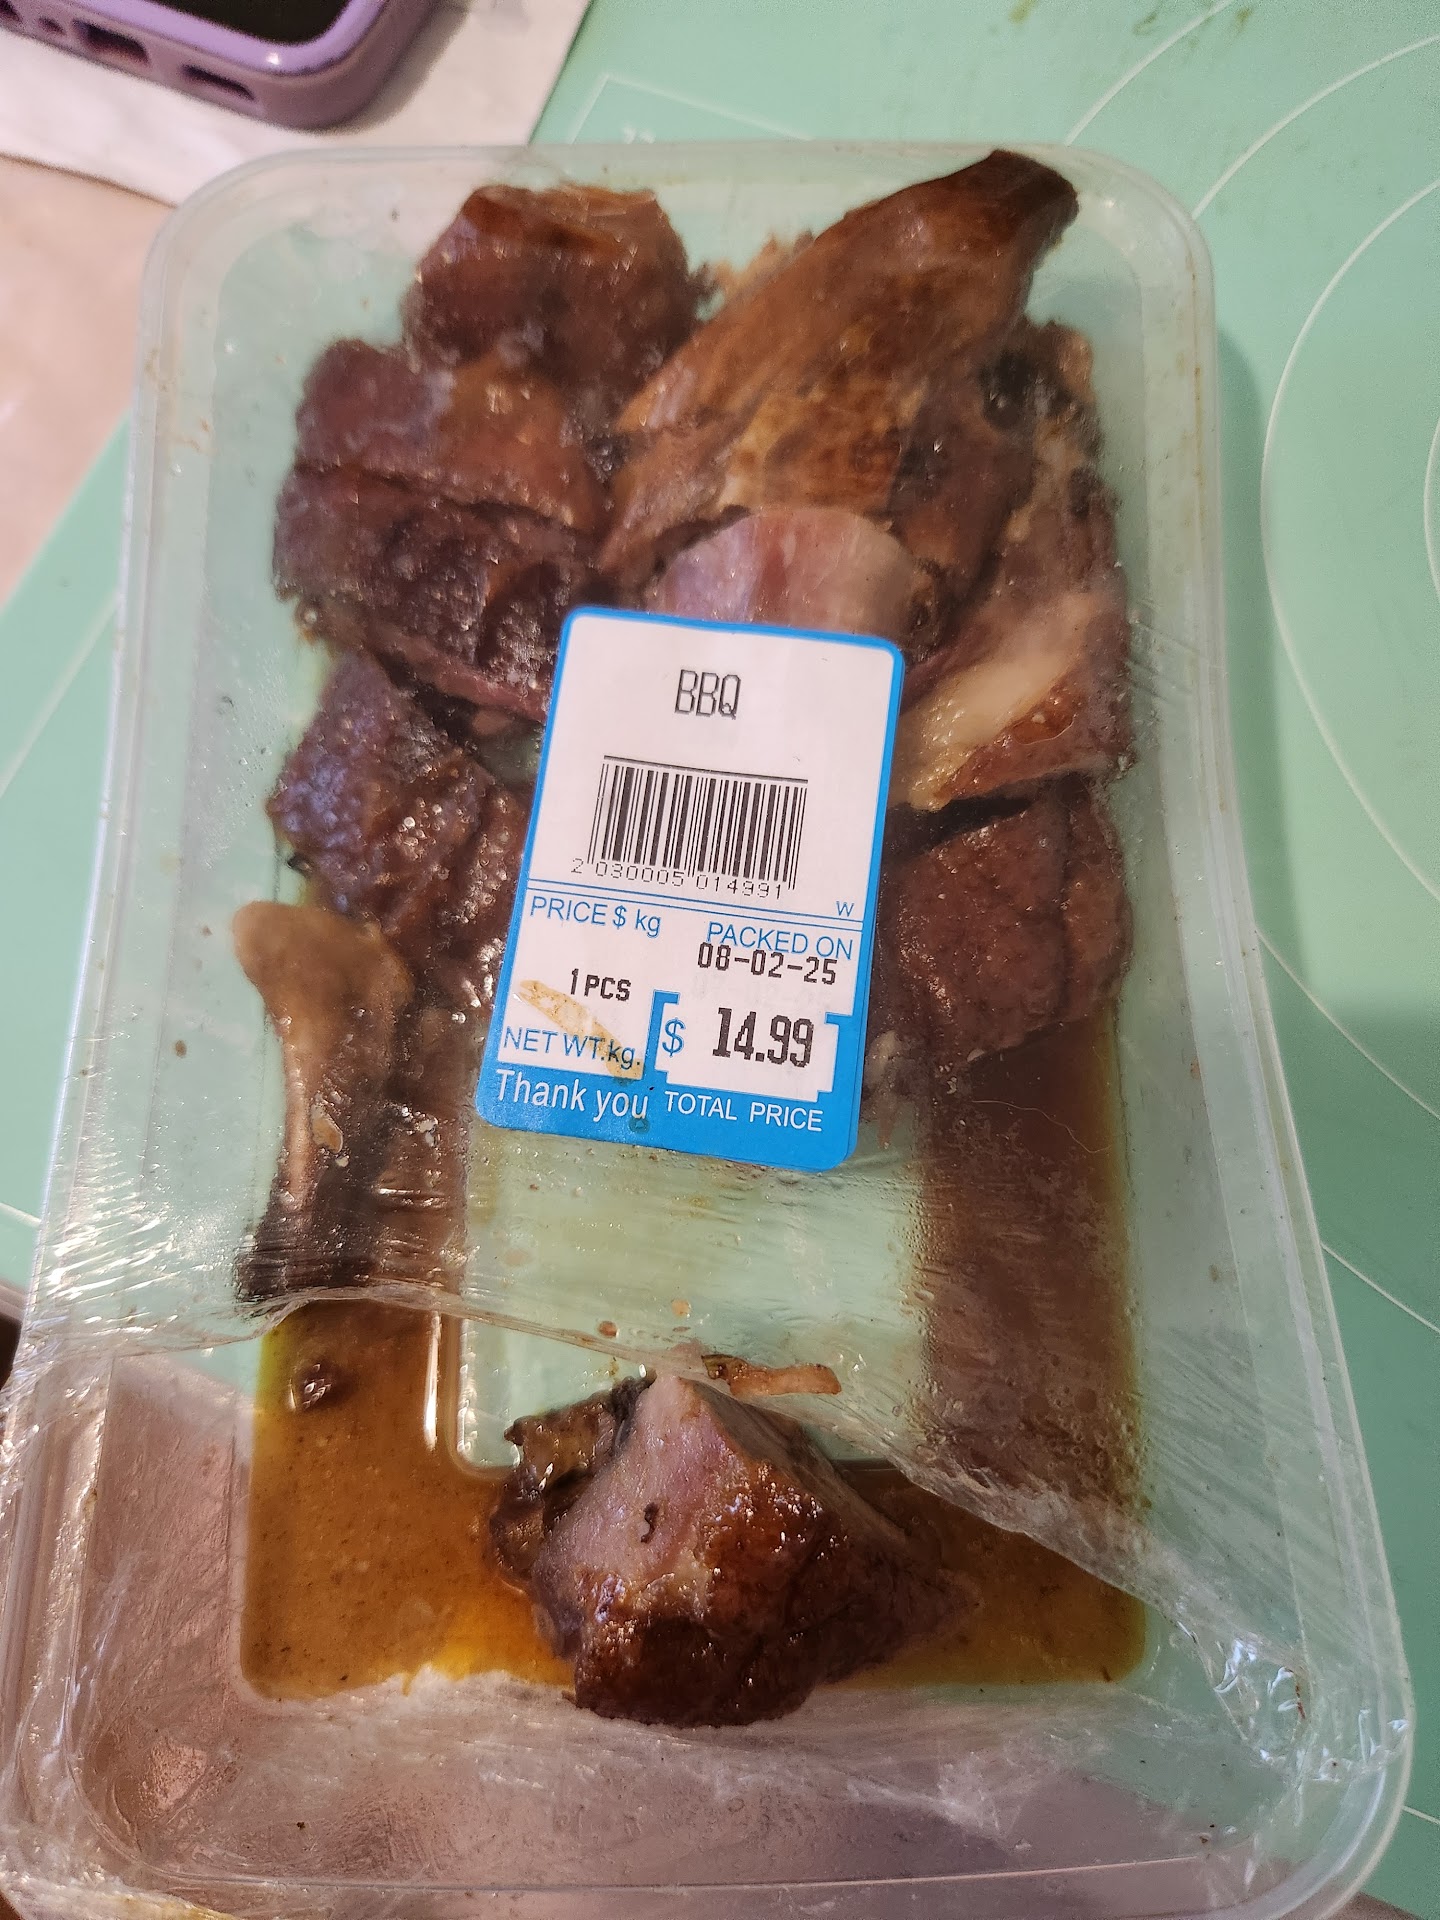 BBQ
2 030005 014991
W
PRICE $ kg
PACKED ON
08-02-25
1 PCS
NET WT.kg.
$ 14.99
Thank you
TOTAL PRICE